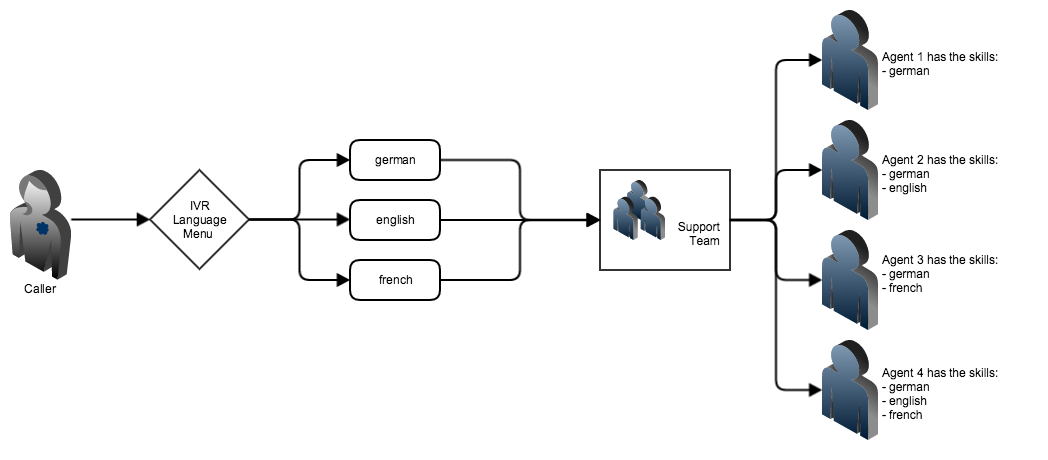 Caller
IVR
Language
Menu
german
english
french
Support
Team
Agent 1 has the skills:
- german
Agent 2 has the skills:
- german
- english
Agent 3 has the skills:
- german
- french
Agent 4 has the skills:
- german
- english
- french